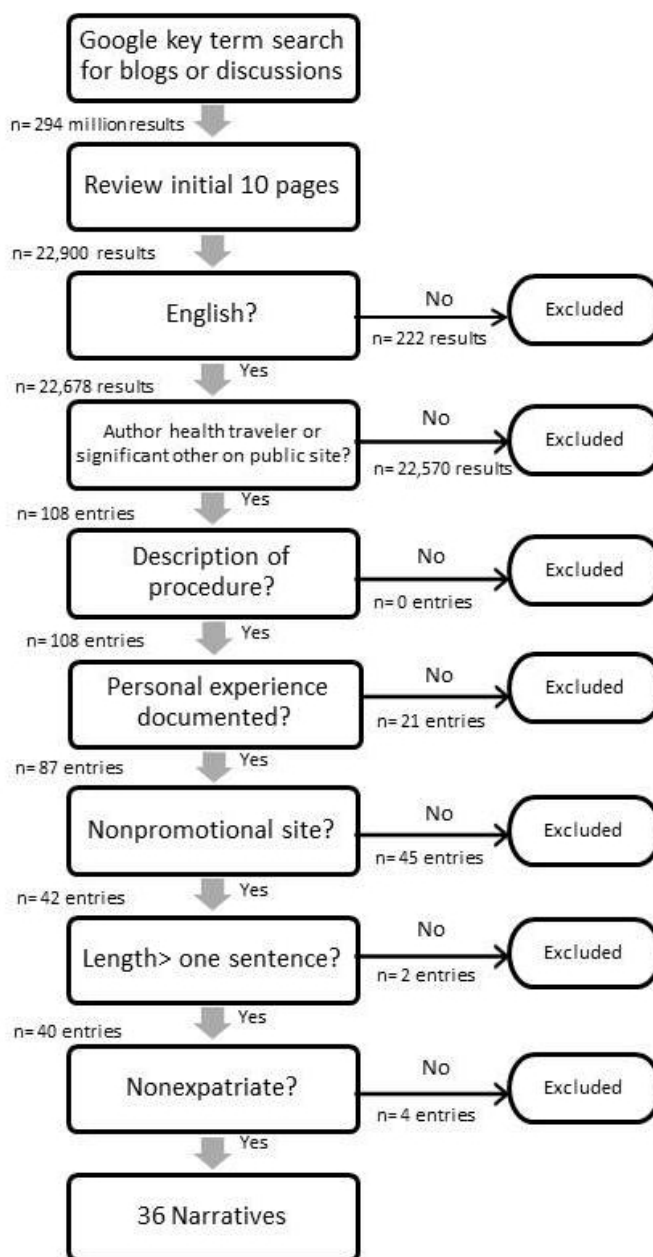 Google key term search
for blogs or discussions
n= 294 million results
Review initial 10 pages
n= 22,900 results
English?
No
n= 222 results
Excluded
Yes
n= 22,678 results
Author health traveler or
significant other on public site?
No
n= 22,570 results
Excluded
Yes
n= 108 entries
Description of
procedure?
No
n= 0 entries
Excluded
Yes
n= 108 entries
Personal experience
documented?
No
n= 21 entries
Excluded
Yes
n= 87 entries
Nonpromotional site?
No
n= 45 entries
Excluded
Yes
n= 42 entries
Length> one sentence?
No
n= 2 entries
Excluded
Yes
n= 40 entries
Nonexpatriate?
No
n= 4 entries
Excluded
Yes
36 Narratives